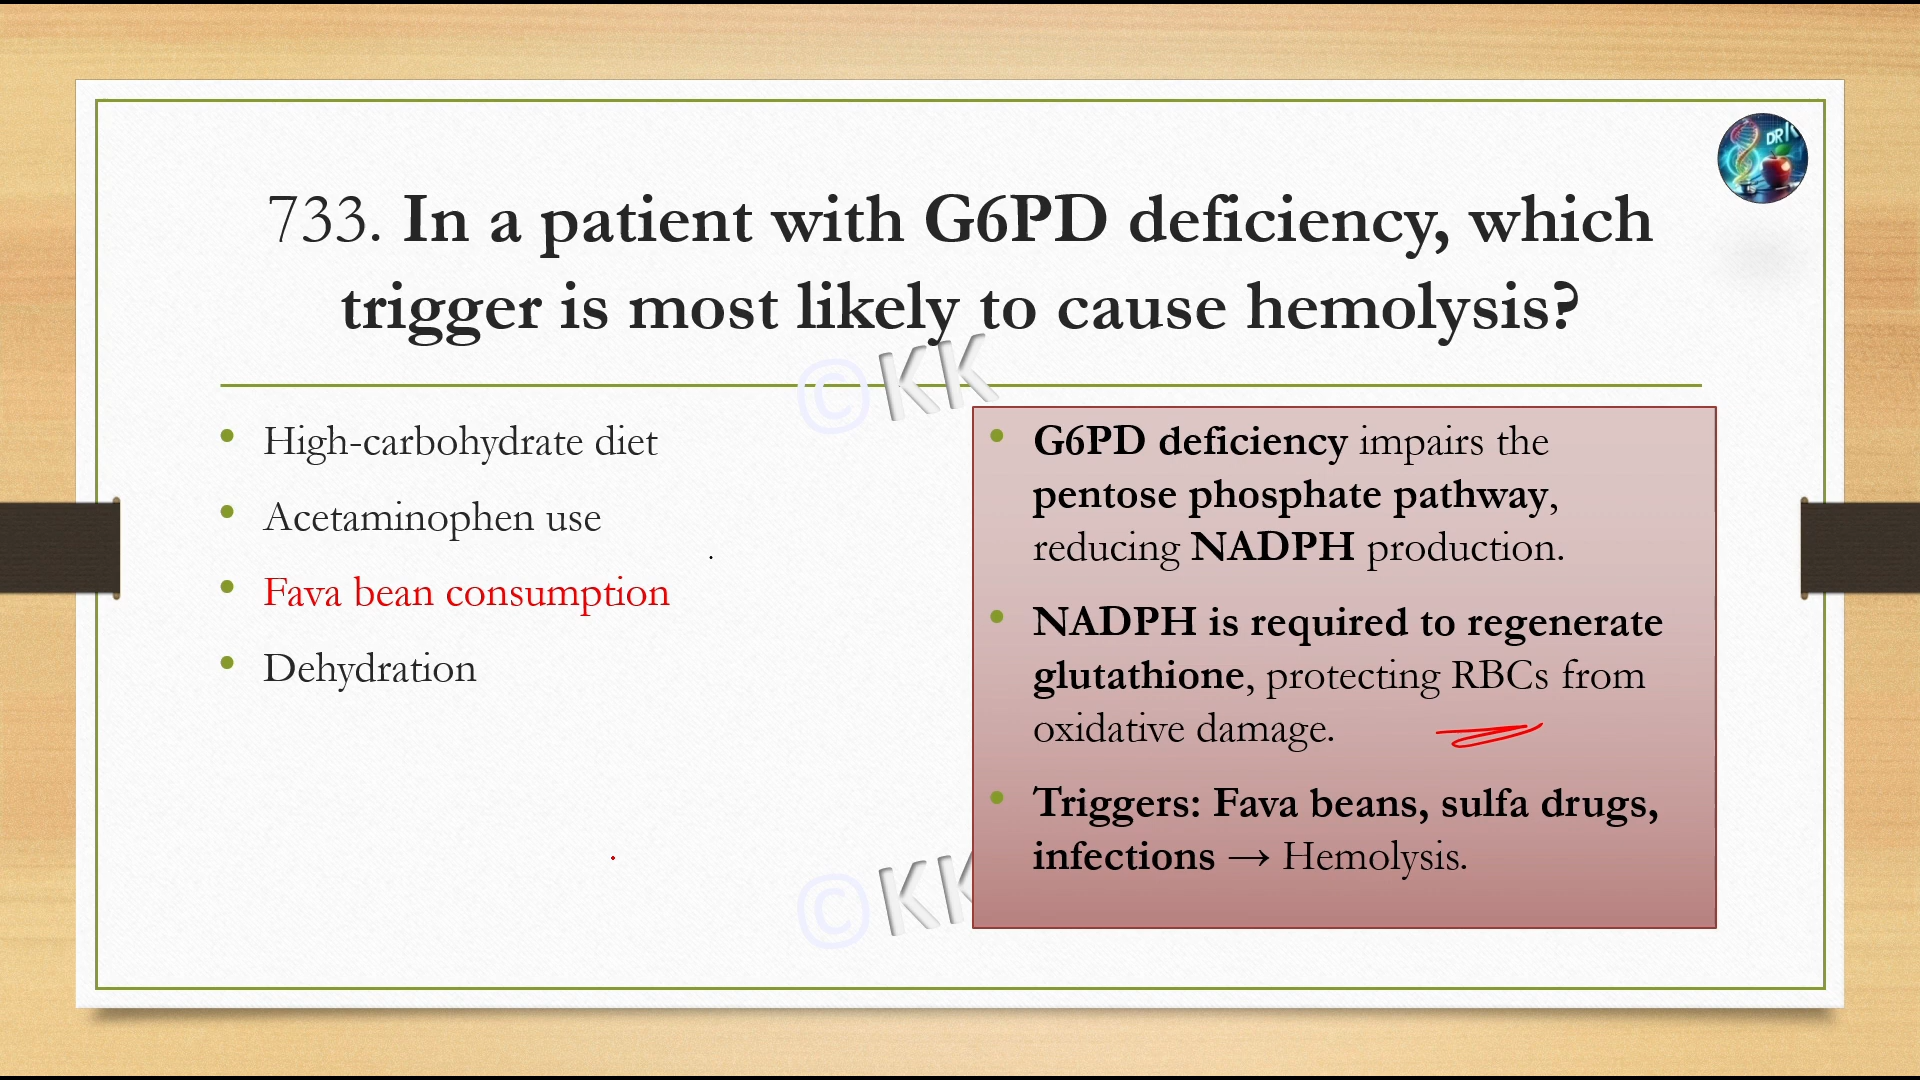 733. In a patient with G6PD deficiency, which
trigger is most likely to cause hemolysis?
©KK
• High-carbohydrate diet
• Acetaminophen use
• Fava bean consumption
• Dehydration
• G6PD deficiency impairs the
pentose phosphate pathway,
reducing NADPH production.
• NADPH is required to regenerate
glutathione, protecting RBCs from
oxidative damage.
• Triggers: Fava beans, sulfa drugs,
infections → Hemolysis.
©KK
DR K